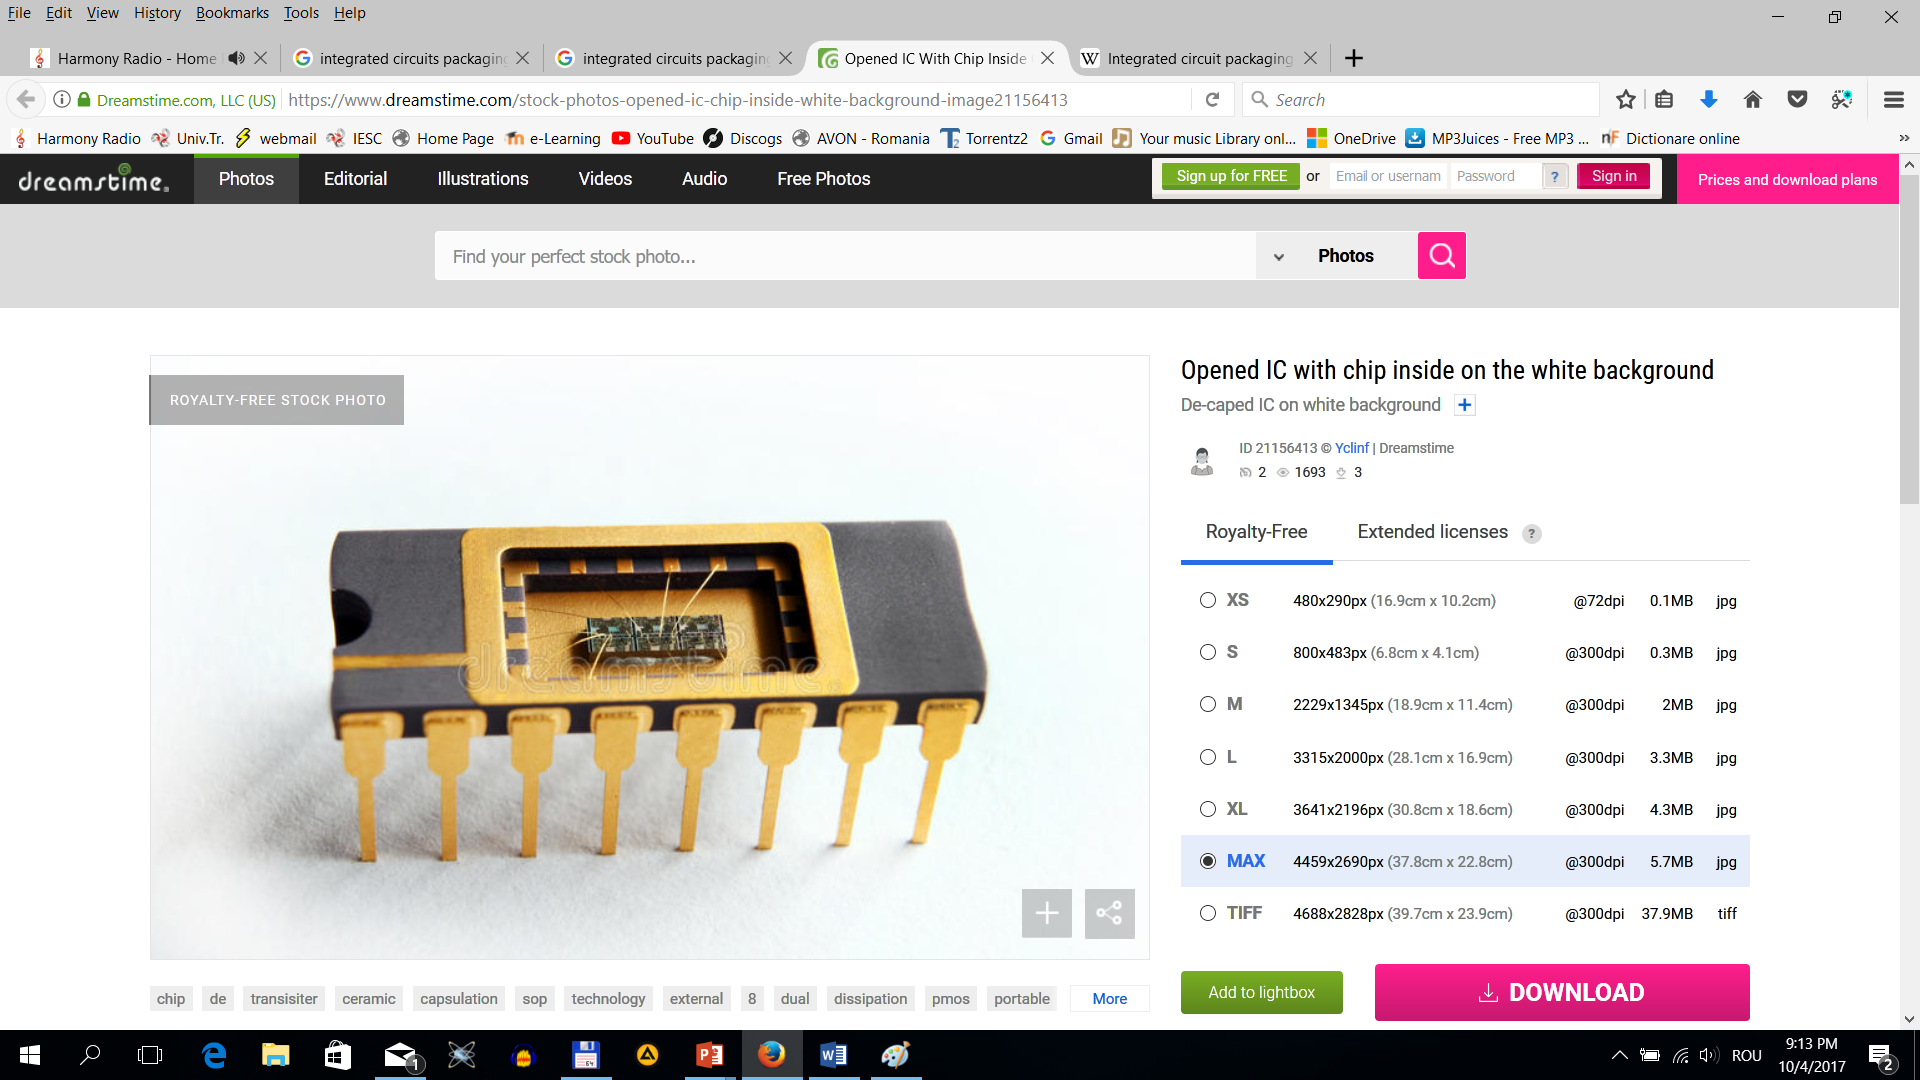 File Edit View History Bookmarks Tools Help
Harmony Radio - Home
integrated circuits packaging
integrated circuits packaging
Opened IC With Chip Inside
Integrated circuit packaging
Dreamstime.com, LLC (US) https://www.dreamstime.com/stock-photos-opened-ic-chip-inside-white-background-image21156413 Search
Harmony Radio Univ.Tr. webmail IESC Home Page e-Learning YouTube Discogs AVON - Romania Torrentz2 Gmail Your music Library onl... OneDrive MP3Juices - Free MP3 ... Dictionare online
dreamstime. Photos Editorial Illustrations Videos Audio Free Photos Sign up for FREE or Email or usernam Password ? Sign in Prices and download plans
Find your perfect stock photo... Photos
ROYALTY-FREE STOCK PHOTO
dreamstime.
Opened IC with chip inside on the white background
De-caped IC on white background
ID 21156413 © Yclinf | Dreamstime
2 1693 3
Royalty-Free Extended licenses ?
XS 480x290px (16.9cm x 10.2cm) @72dpi 0.1MB jpg
S 800x483px (6.8cm x 4.1cm) @300dpi 0.3MB jpg
M 2229x1345px (18.9cm x 11.4cm) @300dpi 2MB jpg
L 3315x2000px (28.1cm x 16.9cm) @300dpi 3.3MB jpg
XL 3641x2196px (30.8cm x 18.6cm) @300dpi 4.3MB jpg
MAX 4459x2690px (37.8cm x 22.8cm) @300dpi 5.7MB jpg
TIFF 4688x2828px (39.7cm x 23.9cm) @300dpi 37.9MB tiff
Add to lightbox DOWNLOAD
chip de transisiter ceramic capsulation sop technology external 8 dual dissipation pmos portable More
1 ROU 9:13 PM
10/4/2017 2